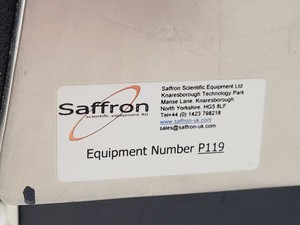 Saffron
scientific equipment ltd
Saffron Scientific Equipment Ltd
Knaresborough Technology Park
Manse Lane. Knaresborough.
North Yorkshire. HG5 8LF.
Tel+44 (0) 1423 798218
www.saffron-uk.com
sales@saffron-uk.com
Equipment Number P119